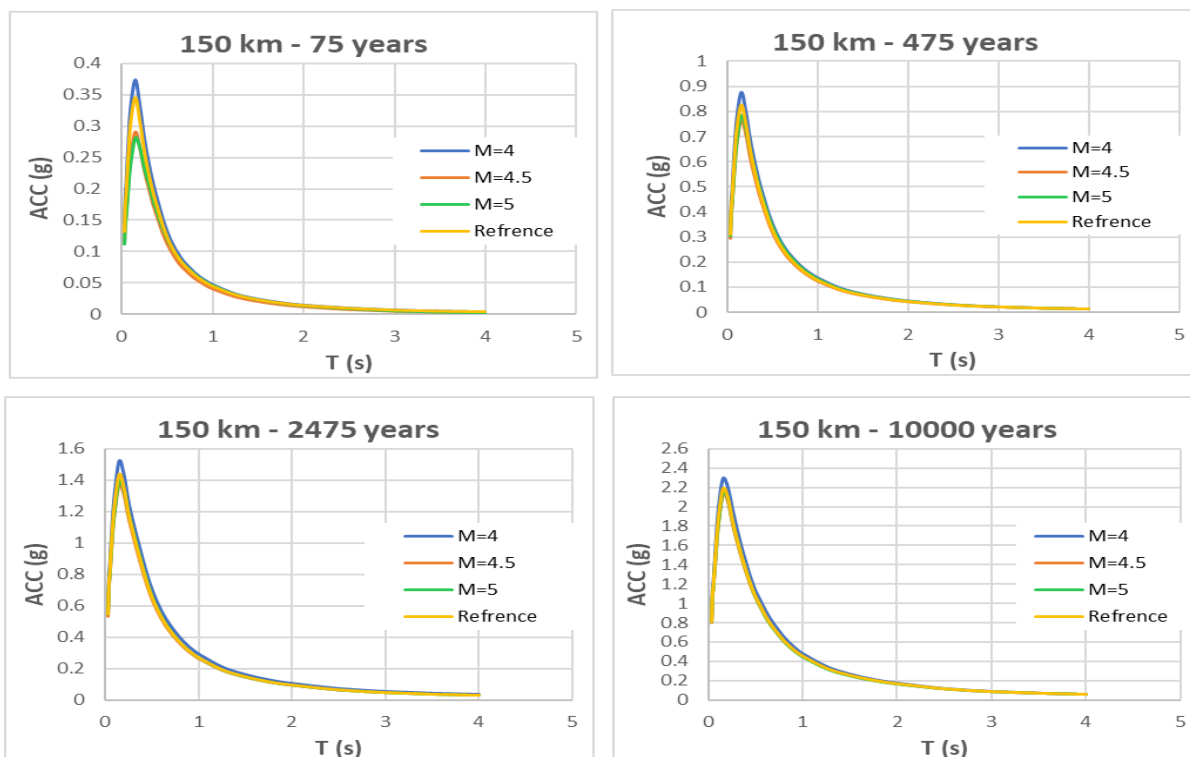 150 km - 75 years
0.4
0.35
0.3
0.25
0.2
0.15
0.1
0.05
0
ACC (g)
M=4
M=4.5
M=5
Refrence
0 1 2 3 4 5
T (s)
150 km - 475 years
1
0.9
0.8
0.7
0.6
0.5
0.4
0.3
0.2
0.1
0
ACC (g)
M=4
M=4.5
M=5
Refrence
0 1 2 3 4 5
T (s)
150 km - 2475 years
1.6
1.4
1.2
1
0.8
0.6
0.4
0.2
0
ACC (g)
M=4
M=4.5
M=5
Refrence
0 1 2 3 4 5
T (s)
150 km - 10000 years
2.6
2.4
2.2
2
1.8
1.6
1.4
1.2
1
0.8
0.6
0.4
0.2
0
ACC (g)
M=4
M=4.5
M=5
Refrence
0 1 2 3 4 5
T (s)